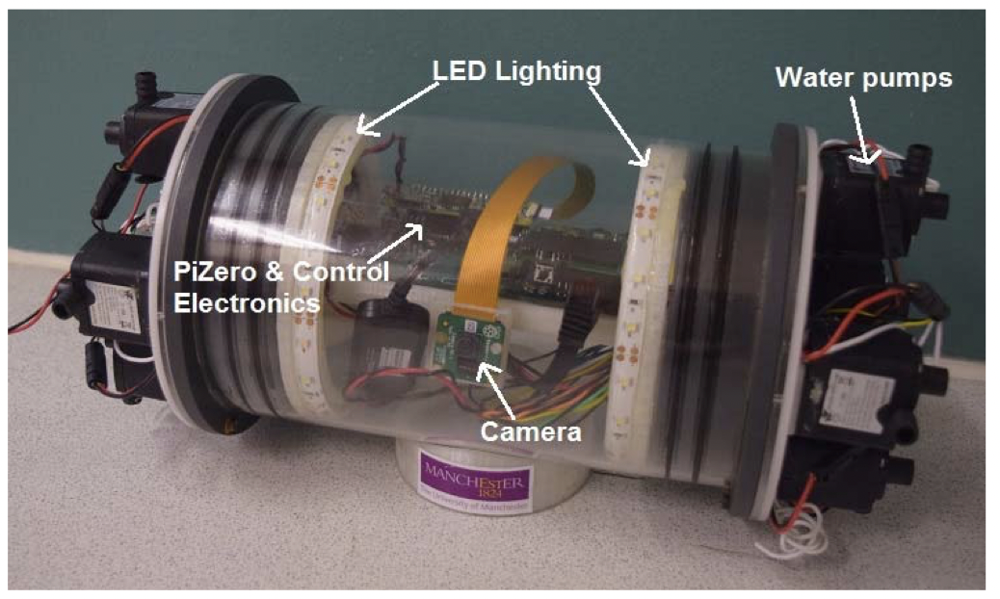 LED Lighting
Water pumps
PiZero & Control
Electronics
Camera
MANCHESTER
1824
The University of Manchester